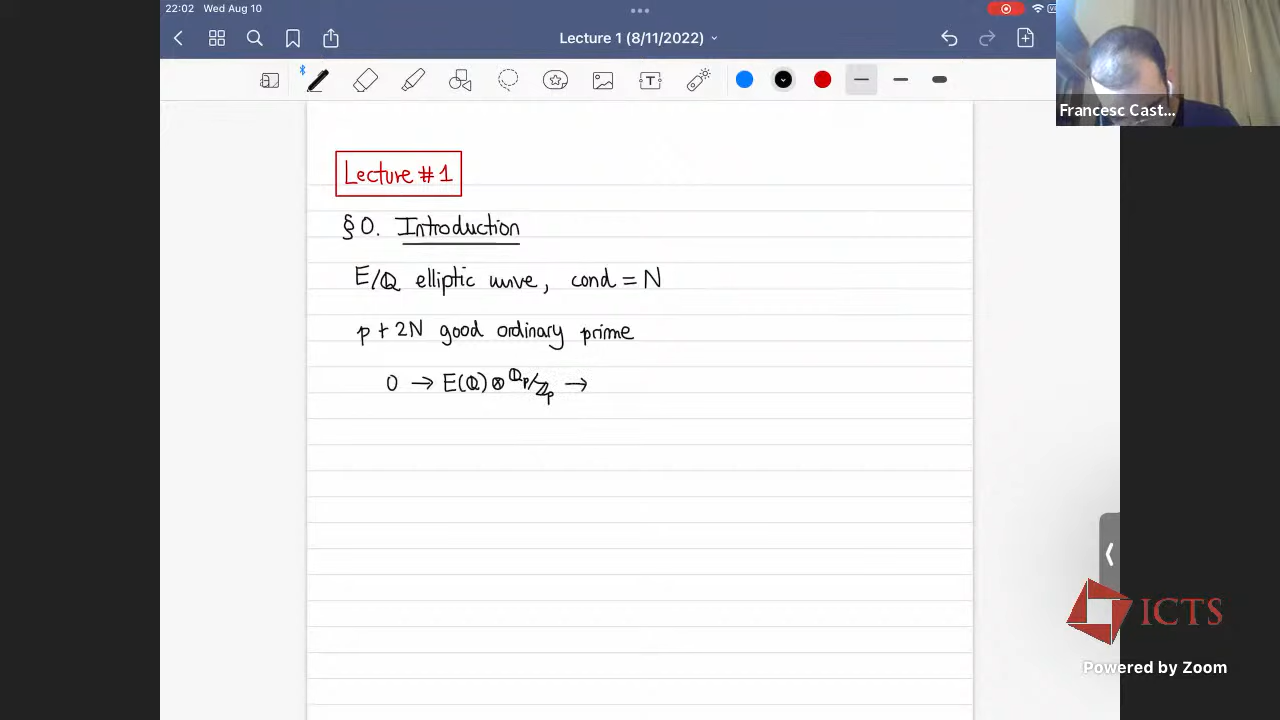 22:02 Wed Aug 10
Lecture 1 (8/11/2022)
Francesc Cast...
Lecture #1
§0. Introduction
E/ℚ elliptic curve, cond = N
p ∤ 2N good ordinary prime
0 → E(ℚ) ⊗ ℚp/ℤp →
ICTS
Powered by Zoom